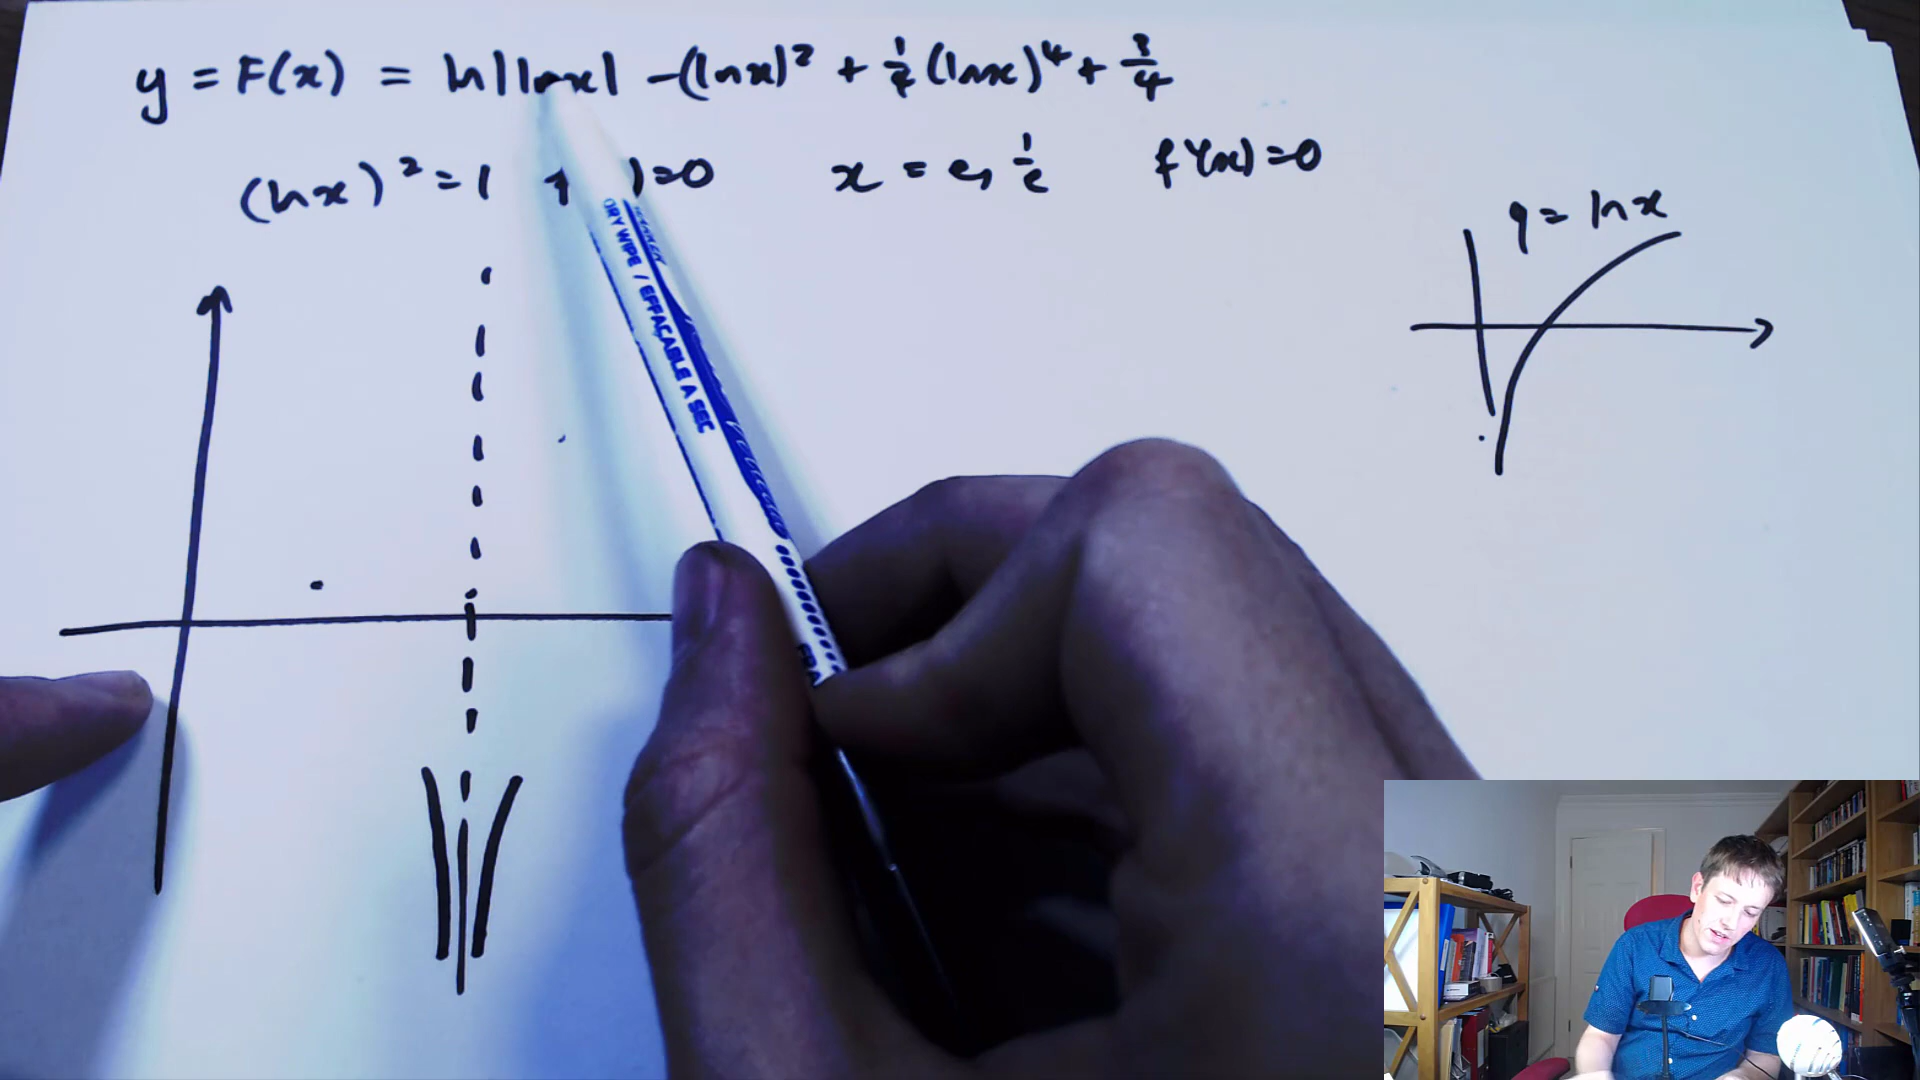 y = F(x) = ln|lnx| - (lnx)² + 1/4 (lnx)⁴ + 3/4
(lnx)² = 1 )=0 x = e, 1/e f'(x)=0
y = lnx
DRY WIPE / EFFAÇABLE A SEC